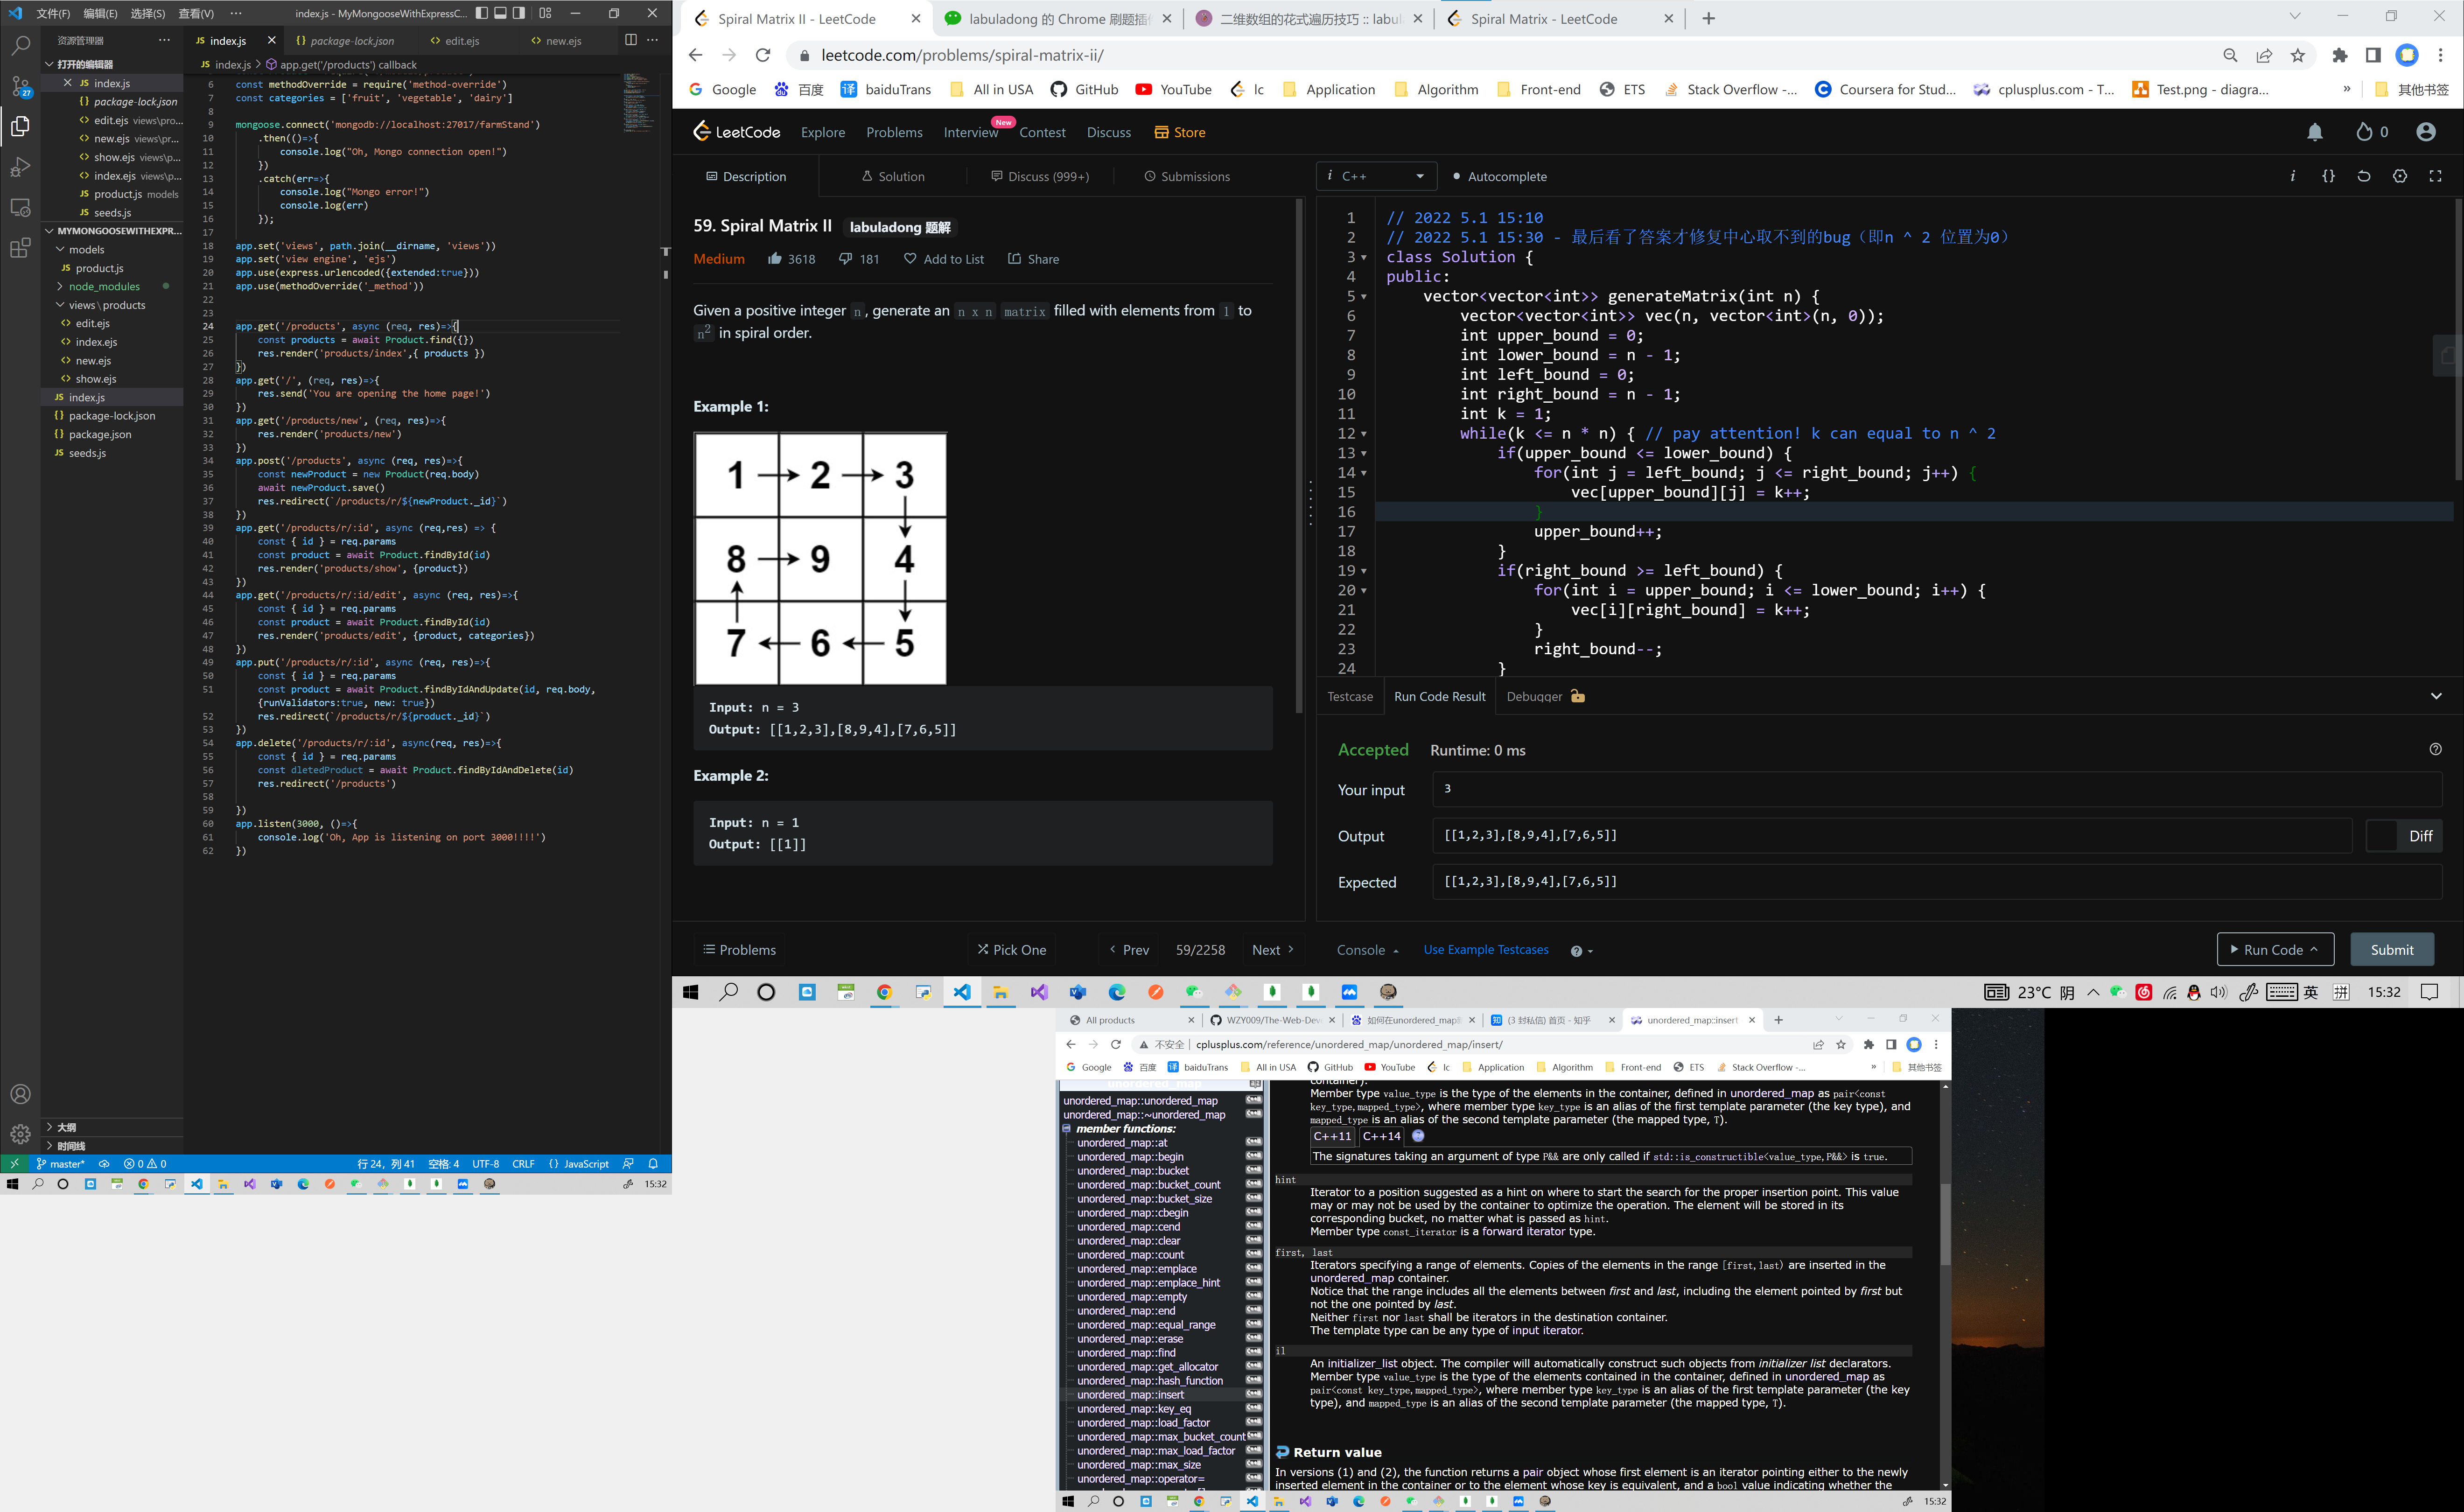 文件(F) 编辑(E) 选择(S) 查看(V) ··· index.js - MyMongooseWithExpressC...
资源管理器 ···
打开的编辑器
JS index.js
{} package-lock.json
<> edit.ejs views\pro...
<> new.ejs views\pr...
<> show.ejs views\p...
<> index.ejs views\p...
JS product.js models
JS seeds.js
27
MYMONGOOSEWITHEXPR...
models
JS product.js
node_modules
views \ products
<> edit.ejs
<> index.ejs
<> new.ejs
<> show.ejs
JS index.js
{} package-lock.json
{} package.json
JS seeds.js
大纲
时间线
JS index.js {} package-lock.json <> edit.ejs <> new.ejs ···
JS index.js > app.get('/products') callback
6 const methodOverride = require('method-override')
7 const categories = ['fruit', 'vegetable', 'dairy']
8
9 mongoose.connect('mongodb://localhost:27017/farmStand')
10 .then(()=>{
11 console.log("Oh, Mongo connection open!")
12 })
13 .catch(err=>{
14 console.log("Mongo error!")
15 console.log(err)
16 });
17
18 app.set('views', path.join(__dirname, 'views'))
19 app.set('view engine', 'ejs')
20 app.use(express.urlencoded({extended:true}))
21 app.use(methodOverride('_method'))
22
23
24 app.get('/products', async (req, res)=>{
25 const products = await Product.find({})
26 res.render('products/index',{ products })
27 })
28 app.get('/', (req, res)=>{
29 res.send('You are opening the home page!')
30 })
31 app.get('/products/new', (req, res)=>{
32 res.render('products/new')
33 })
34 app.post('/products', async (req, res)=>{
35 const newProduct = new Product(req.body)
36 await newProduct.save()
37 res.redirect(`/products/r/${newProduct._id}`)
38 })
39 app.get('/products/r/:id', async (req,res) => {
40 const { id } = req.params
41 const product = await Product.findById(id)
42 res.render('products/show', {product})
43 })
44 app.get('/products/r/:id/edit', async (req, res)=>{
45 const { id } = req.params
46 const product = await Product.findById(id)
47 res.render('products/edit', {product, categories})
48 })
49 app.put('/products/r/:id', async (req, res)=>{
50 const { id } = req.params
51 const product = await Product.findByIdAndUpdate(id, req.body,
{runValidators:true, new: true})
52 res.redirect(`/products/r/${product._id}`)
53 })
54 app.delete('/products/r/:id', async(req, res)=>{
55 const { id } = req.params
56 const dletedProduct = await Product.findByIdAndDelete(id)
57 res.redirect('/products')
58
59 })
60 app.listen(3000, ()=>{
61 console.log('Oh, App is listening on port 3000!!!!')
62 })
master* 0 0 行 24，列 41 空格: 4 UTF-8 CRLF {} JavaScript
15:32
Spiral Matrix II - LeetCode labuladong 的 Chrome 刷题插件 二维数组的花式遍历技巧 :: labul Spiral Matrix - LeetCode
leetcode.com/problems/spiral-matrix-ii/
Google 百度 baiduTrans All in USA GitHub YouTube lc Application Algorithm Front-end ETS Stack Overflow -... Coursera for Stud... cplusplus.com - T... Test.png - diagra... » 其他书签
LeetCode Explore Problems Interview New Contest Discuss Store 0
Description Solution Discuss (999+) Submissions
59. Spiral Matrix II labuladong 题解
Medium 3618 181 Add to List Share
Given a positive integer n, generate an n x n matrix filled with elements from 1 to
n² in spiral order.
Example 1:
1 2 3
8 9 4
7 6 5
Input: n = 3
Output: [[1,2,3],[8,9,4],[7,6,5]]
Example 2:
Input: n = 1
Output: [[1]]
Problems Pick One Prev 59/2258 Next
i C++ Autocomplete
1 // 2022 5.1 15:10
2 // 2022 5.1 15:30 - 最后看了答案才修复中心取不到的bug（即n ^ 2 位置为0）
3 class Solution {
4 public:
5 vector<vector<int>> generateMatrix(int n) {
6 vector<vector<int>> vec(n, vector<int>(n, 0));
7 int upper_bound = 0;
8 int lower_bound = n - 1;
9 int left_bound = 0;
10 int right_bound = n - 1;
11 int k = 1;
12 while(k <= n * n) { // pay attention! k can equal to n ^ 2
13 if(upper_bound <= lower_bound) {
14 for(int j = left_bound; j <= right_bound; j++) {
15 vec[upper_bound][j] = k++;
16 }
17 upper_bound++;
18 }
19 if(right_bound >= left_bound) {
20 for(int i = upper_bound; i <= lower_bound; i++) {
21 vec[i][right_bound] = k++;
22 }
23 right_bound--;
24 }
Testcase Run Code Result Debugger
Accepted Runtime: 0 ms
Your input 3
Output [[1,2,3],[8,9,4],[7,6,5]] Diff
Expected [[1,2,3],[8,9,4],[7,6,5]]
Console Use Example Testcases Run Code Submit
23°C 阴 英 拼 15:32
All products WZY009/The-Web-Dev 如何在unordered_map (3 封私信) 首页 - 知乎 unordered_map::insert
不安全 | cplusplus.com/reference/unordered_map/unordered_map/insert/
Google 百度 baiduTrans All in USA GitHub YouTube lc Application Algorithm Front-end ETS Stack Overflow -... » 其他书签
unordered_map
unordered_map::unordered_map
unordered_map::~unordered_map
member functions:
unordered_map::at
unordered_map::begin
unordered_map::bucket
unordered_map::bucket_count
unordered_map::bucket_size
unordered_map::cbegin
unordered_map::cend
unordered_map::clear
unordered_map::count
unordered_map::emplace
unordered_map::emplace_hint
unordered_map::empty
unordered_map::end
unordered_map::equal_range
unordered_map::erase
unordered_map::find
unordered_map::get_allocator
unordered_map::hash_function
unordered_map::insert
unordered_map::key_eq
unordered_map::load_factor
unordered_map::max_bucket_count
unordered_map::max_load_factor
unordered_map::max_size
unordered_map::operator=
container).
Member type value_type is the type of the elements in the container, defined in unordered_map as pair<const
key_type,mapped_type>, where member type key_type is an alias of the first template parameter (the key type), and
mapped_type is an alias of the second template parameter (the mapped type, T).
C++11 C++14
The signatures taking an argument of type P&& are only called if std::is_constructible<value_type,P&&> is true.
hint
Iterator to a position suggested as a hint on where to start the search for the proper insertion point. This value
may or may not be used by the container to optimize the operation. The element will be stored in its
corresponding bucket, no matter what is passed as hint.
Member type const_iterator is a forward iterator type.
first, last
Iterators specifying a range of elements. Copies of the elements in the range [first,last) are inserted in the
unordered_map container.
Notice that the range includes all the elements between first and last, including the element pointed by first but
not the one pointed by last.
Neither first nor last shall be iterators in the destination container.
The template type can be any type of input iterator.
il
An initializer_list object. The compiler will automatically construct such objects from initializer list declarators.
Member type value_type is the type of the elements contained in the container, defined in unordered_map as
pair<const key_type,mapped_type>, where member type key_type is an alias of the first template parameter (the key
type), and mapped_type is an alias of the second template parameter (the mapped type, T).
Return value
In versions (1) and (2), the function returns a pair object whose first element is an iterator pointing either to the newly
inserted element in the container or to the element whose key is equivalent, and a bool value indicating whether the
15:32